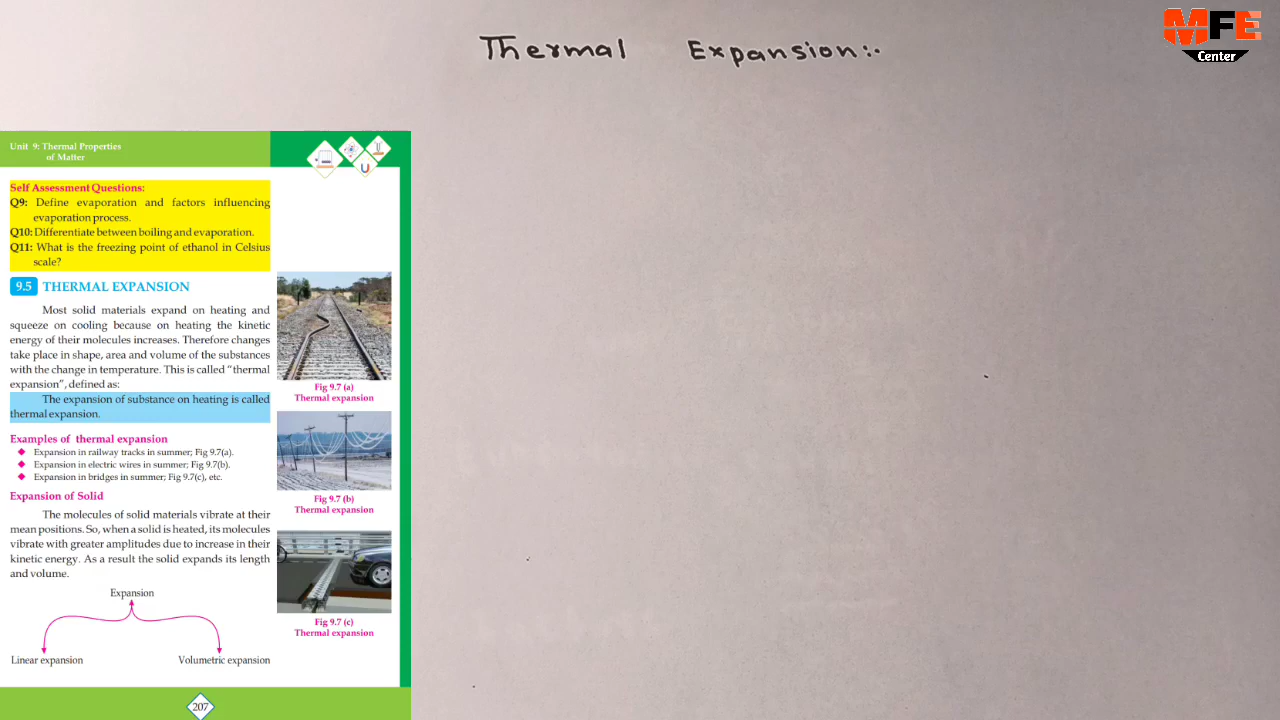 Thermal Expansion:-
MFE
Center
Unit 9: Thermal Properties
of Matter
Self Assessment Questions:
Q9: Define evaporation and factors influencing
evaporation process.
Q10: Differentiate between boiling and evaporation.
Q11: What is the freezing point of ethanol in Celsius
scale?
9.5 THERMAL EXPANSION
Most solid materials expand on heating and
squeeze on cooling because on heating the kinetic
energy of their molecules increases. Therefore changes
take place in shape, area and volume of the substances
with the change in temperature. This is called "thermal
expansion", defined as:
The expansion of substance on heating is called
thermal expansion.
Examples of thermal expansion
Expansion in railway tracks in summer; Fig 9.7(a).
Expansion in electric wires in summer; Fig 9.7(b).
Expansion in bridges in summer; Fig 9.7(c), etc.
Expansion of Solid
The molecules of solid materials vibrate at their
mean positions. So, when a solid is heated, its molecules
vibrate with greater amplitudes due to increase in their
kinetic energy. As a result the solid expands its length
and volume.
Expansion
Linear expansion Volumetric expansion
Fig 9.7 (a)
Thermal expansion
Fig 9.7 (b)
Thermal expansion
Fig 9.7 (c)
Thermal expansion
207